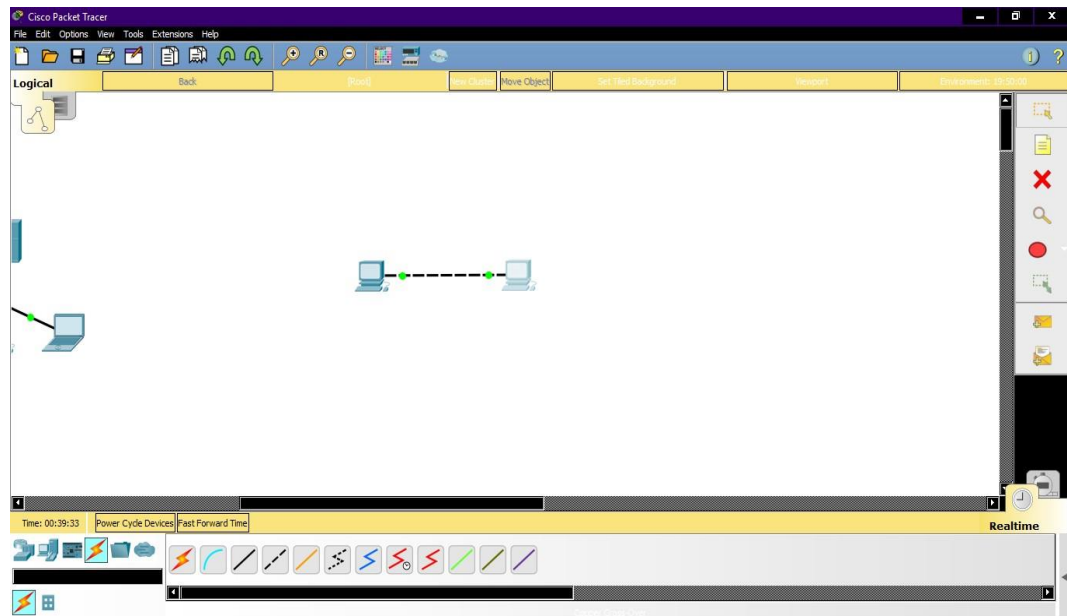 Cisco Packet Tracer
File Edit Options View Tools Extensions Help
Logical
Back
[Root]
New Cluster
Move Object
Set Tiled Background
Viewport
Time: 00:39:33
Power Cycle Devices
Fast Forward Time
Realtime